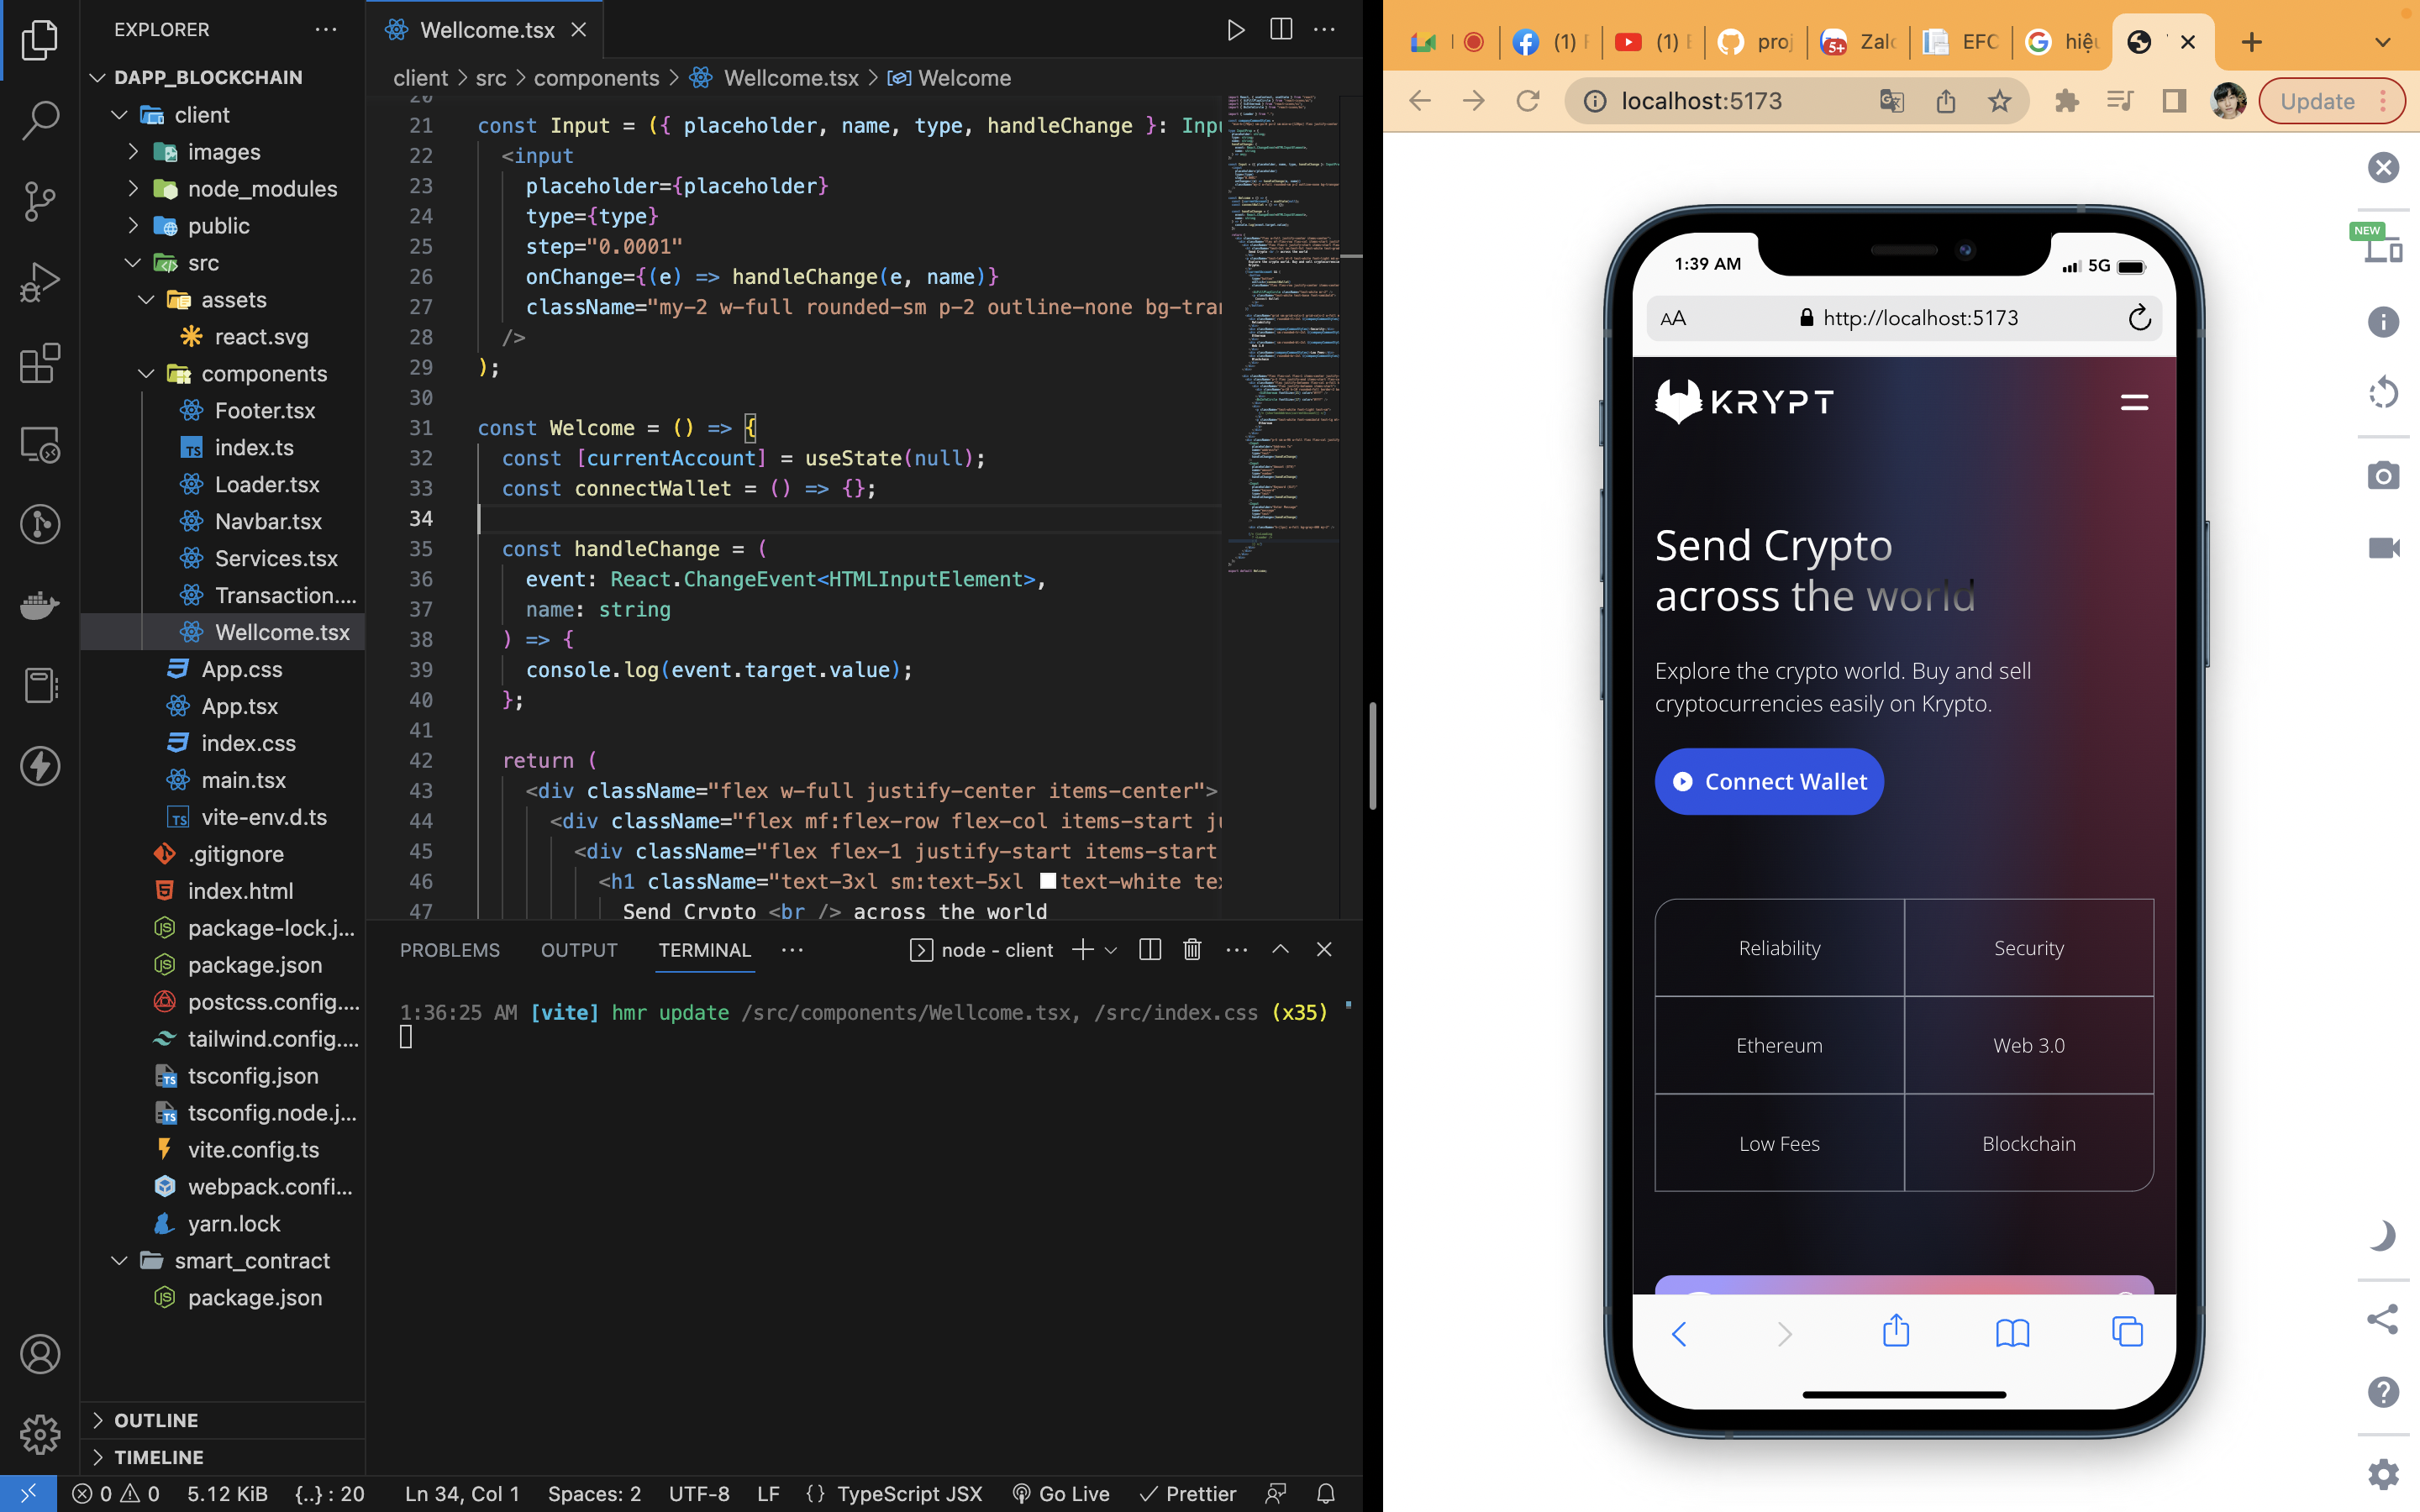 EXPLORER
DAPP_BLOCKCHAIN
client
images
node_modules
public
src
assets
react.svg
components
Footer.tsx
index.ts
Loader.tsx
Navbar.tsx
Services.tsx
Transaction....
Wellcome.tsx
App.css
App.tsx
index.css
main.tsx
vite-env.d.ts
.gitignore
index.html
package-lock.j...
package.json
postcss.config....
tailwind.config....
tsconfig.json
tsconfig.node.j...
vite.config.ts
webpack.confi...
yarn.lock
smart_contract
package.json
OUTLINE
TIMELINE
Wellcome.tsx
client > src > components > Wellcome.tsx > Welcome
20
21 const Input = ({ placeholder, name, type, handleChange }: Inpu
22 <input
23 placeholder={placeholder}
24 type={type}
25 step="0.0001"
26 onChange={(e) => handleChange(e, name)}
27 className="my-2 w-full rounded-sm p-2 outline-none bg-tran
28 />
29 );
30
31 const Welcome = () => {
32 const [currentAccount] = useState(null);
33 const connectWallet = () => {};
34
35 const handleChange = (
36 event: React.ChangeEvent<HTMLInputElement>,
37 name: string
38 ) => {
39 console.log(event.target.value);
40 };
41
42 return (
43 <div className="flex w-full justify-center items-center">
44 <div className="flex mf:flex-row flex-col items-start ju
45 <div className="flex flex-1 justify-start items-start
46 <h1 className="text-3xl sm:text-5xl text-white tex
47 Send Crypto <br /> across the world
PROBLEMS OUTPUT TERMINAL
node - client
1:36:25 AM [vite] hmr update /src/components/Wellcome.tsx, /src/index.css (x35)
0 0 5.12 KiB {..} : 20 Ln 34, Col 1 Spaces: 2 UTF-8 LF {} TypeScript JSX Go Live Prettier
(1) F (1) E proj 5+ Zalo EFC hiệu
localhost:5173
Update
NEW
1:39 AM
5G
AA http://localhost:5173
KRYPT
Send Crypto
across the world
Explore the crypto world. Buy and sell
cryptocurrencies easily on Krypto.
Connect Wallet
Reliability Security
Ethereum Web 3.0
Low Fees Blockchain